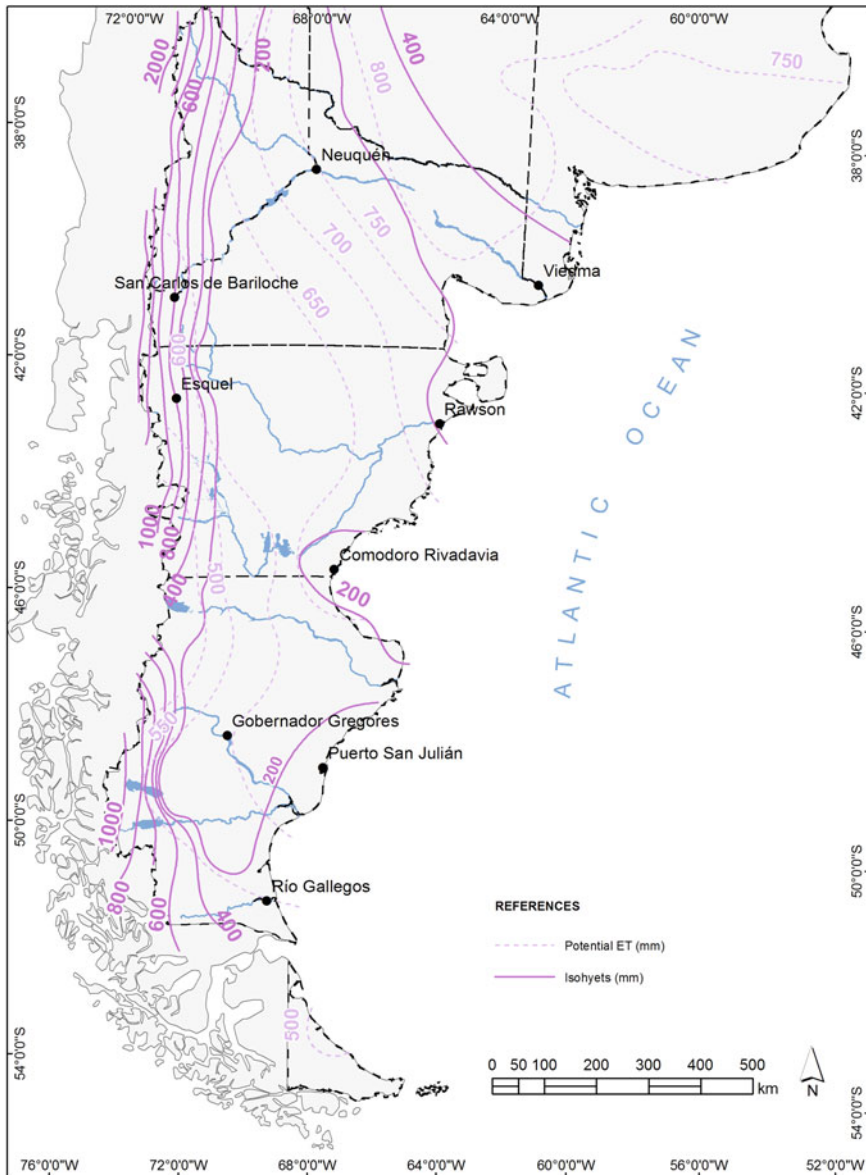 72°0'0"W 68°0'0"W 64°0'0"W 60°0'0"W
2000
600
200
800
400
750
38°0'0"S
38°0'0"S
Neuquén
750
700
San Carlos de Bariloche
Viedma
650
600
42°0'0"S
42°0'0"S
Esquel
Rawson
ATLANTIC OCEAN
1000
800
400
500
Comodoro Rivadavia
200
46°0'0"S
46°0'0"S
550
Gobernador Gregores
Puerto San Julián
200
1000
50°0'0"S
50°0'0"S
800
600
400
Río Gallegos
REFERENCES
Potential ET (mm)
Isohyets (mm)
500
54°0'0"S
54°0'0"S
0 50 100 200 300 400 500
km
N
76°0'0"W 72°0'0"W 68°0'0"W 64°0'0"W 60°0'0"W 56°0'0"W 52°0'0"W